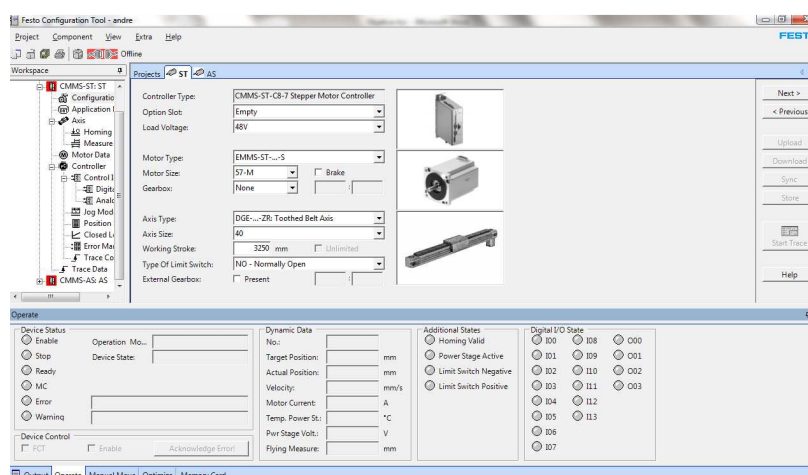 Festo Configuration Tool - andre
Project Component View Extra Help
FEST
Offline
Workspace
Projects ST AS
CMMS-ST: ST
Configuratio
Application I
Axis
Homing
Measure
Motor Data
Controller
Control I
Digita
Analo
Jog Mod
Position
Closed L
Error Ma
Trace Co
Trace Data
CMMS-AS: AS
Controller Type: CMMS-ST-C8-7 Stepper Motor Controller
Option Slot: Empty
Load Voltage: 48V
Motor Type: EMMS-ST-...-S
Motor Size: 57-M Brake
Gearbox: None :
Axis Type: DGE-...-ZR: Toothed Belt Axis
Axis Size: 40
Working Stroke: 3250 mm Unlimited
Type Of Limit Switch: NO - Normally Open
External Gearbox: Present :
Next >
< Previous
Upload
Download
Sync
Store
Start Trace
Help
Operate
Device Status
Enable Operation Mo...
Stop Device State:
Ready
MC
Error
Warning
Device Control
FCT Enable Acknowledge Error!
Dynamic Data
No.:
Target Position: mm
Actual Position: mm
Velocity: mm/s
Motor Current: A
Temp. Power St.: °C
Pwr Stage Volt.: V
Flying Measure: mm
Additional States
Homing Valid
Power Stage Active
Limit Switch Negative
Limit Switch Positive
Digital I/O State
I00 I08 O00
I01 I09 O01
I02 I10 O02
I03 I11 O03
I04 I12
I05 I13
I06
I07
Output Operate Manual Move Optimize Memory Card